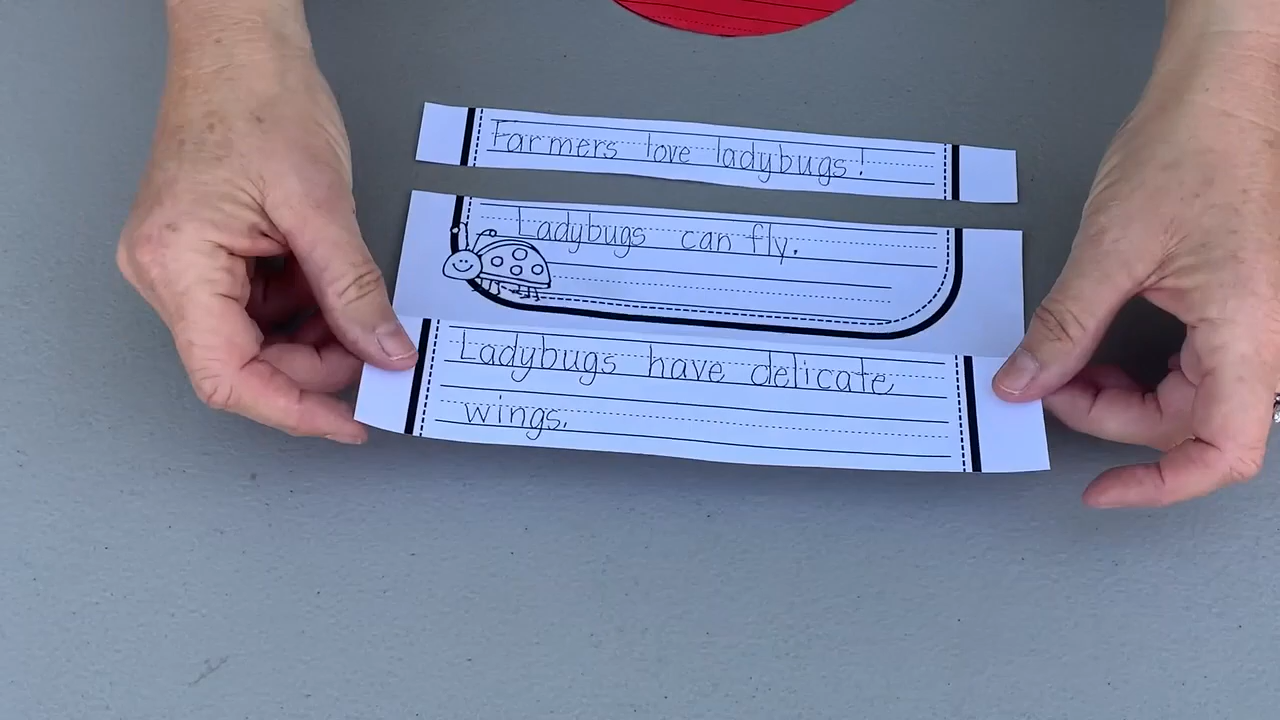 Farmers love ladybugs!
Ladybugs can fly.
Ladybugs have delicate
wings.